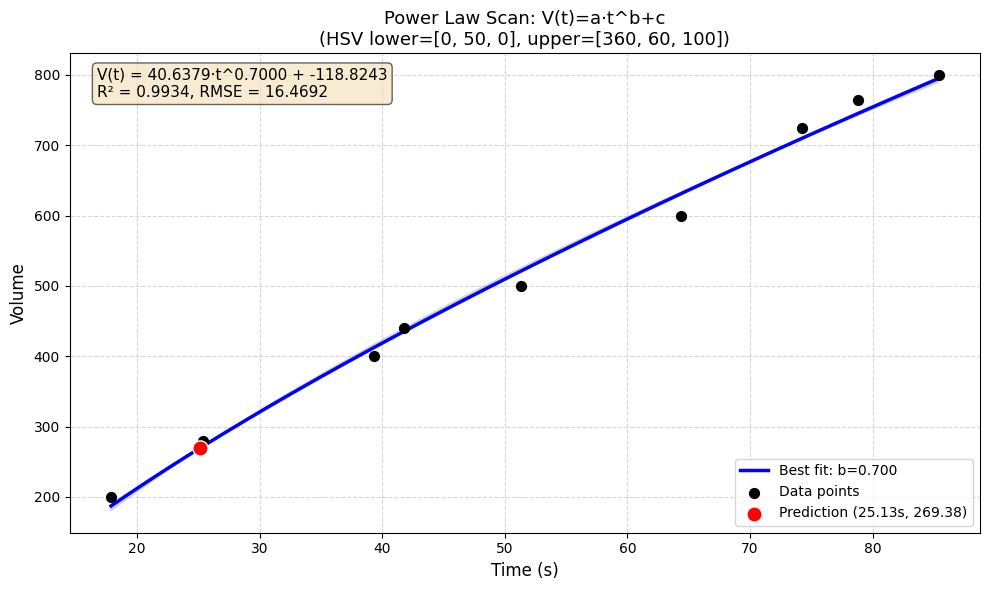 Power Law Scan: V(t)=a·t^b+c
(HSV lower=[0, 50, 0], upper=[360, 60, 100])
V(t) = 40.6379·t^0.7000 + -118.8243
R² = 0.9934, RMSE = 16.4692
800
700
600
500
400
300
200
Volume
Best fit: b=0.700
Data points
Prediction (25.13s, 269.38)
20 30 40 50 60 70 80
Time (s)